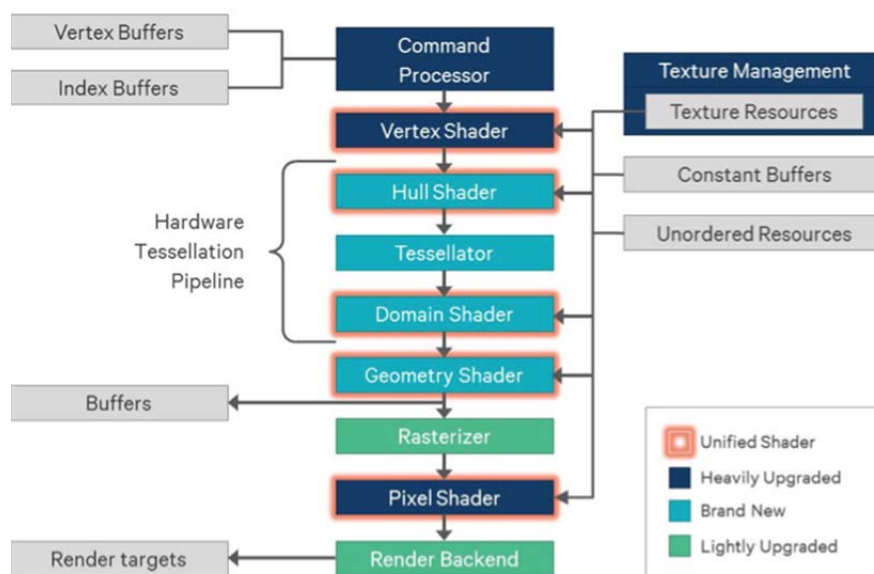 Vertex Buffers
Index Buffers
Command
Processor
Texture Management
Texture Resources
Vertex Shader
Constant Buffers
Hull Shader
Unordered Resources
Hardware
Tessellation
Pipeline
Tessellator
Domain Shader
Geometry Shader
Buffers
Rasterizer
Pixel Shader
Render targets
Render Backend
Unified Shader
Heavily Upgraded
Brand New
Lightly Upgraded